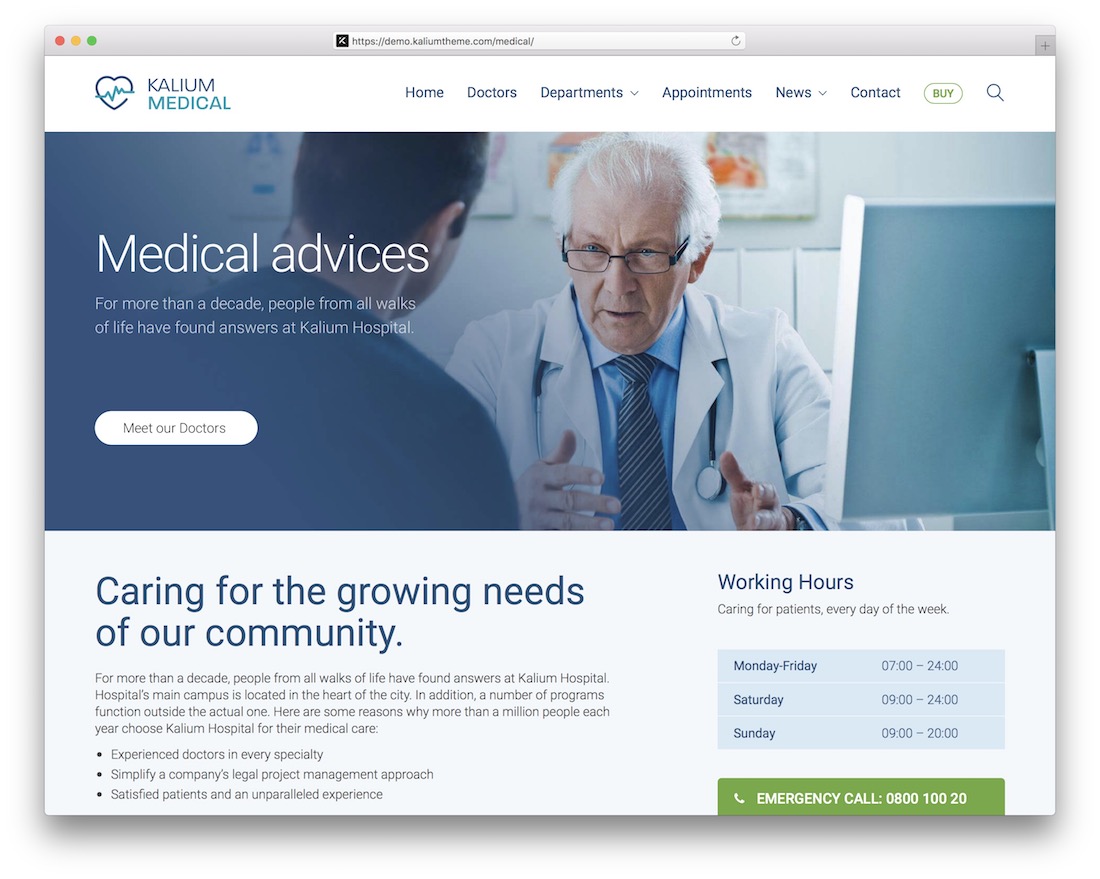 https://demo.kaliumtheme.com/medical/
KALIUM
MEDICAL
Home Doctors Departments Appointments News Contact BUY
Medical advices
For more than a decade, people from all walks
of life have found answers at Kalium Hospital.
Meet our Doctors
Caring for the growing needs
of our community.
For more than a decade, people from all walks of life have found answers at Kalium Hospital.
Hospital's main campus is located in the heart of the city. In addition, a number of programs
function outside the actual one. Here are some reasons why more than a million people each
year choose Kalium Hospital for their medical care:
• Experienced doctors in every specialty
• Simplify a company's legal project management approach
• Satisfied patients and an unparalleled experience
Working Hours
Caring for patients, every day of the week.
Monday-Friday 07:00 – 24:00
Saturday 09:00 – 24:00
Sunday 09:00 – 20:00
EMERGENCY CALL: 0800 100 20